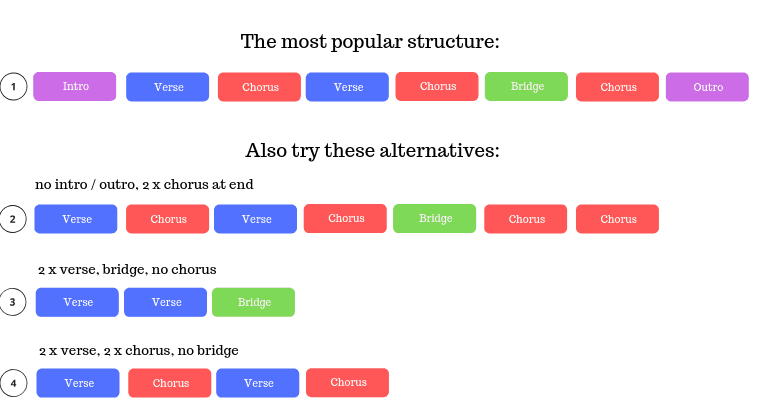 The most popular structure:
1 Intro Verse Chorus Verse Chorus Bridge Chorus Outro
Also try these alternatives:
no intro / outro, 2 x chorus at end
2 Verse Chorus Verse Chorus Bridge Chorus Chorus
2 x verse, bridge, no chorus
3 Verse Verse Bridge
2 x verse, 2 x chorus, no bridge
4 Verse Chorus Verse Chorus